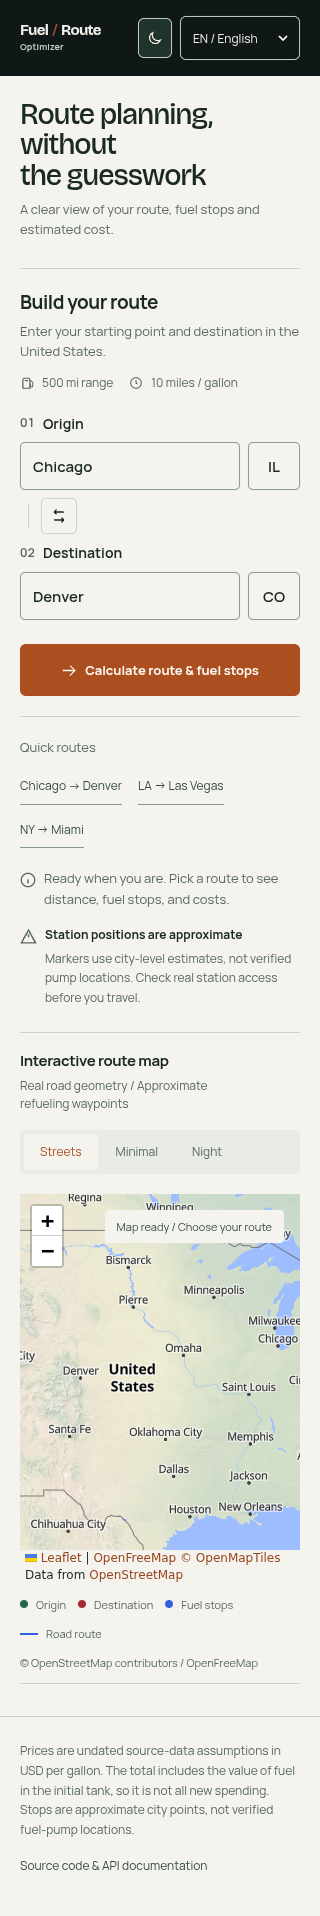 Fuel / Route
Optimizer
EN / English
Route planning,
without
the guesswork
A clear view of your route, fuel stops and
estimated cost.
Build your route
Enter your starting point and destination in the
United States.
500 mi range
10 miles / gallon
01 Origin
Chicago
IL
02 Destination
Denver
CO
→ Calculate route & fuel stops
Quick routes
Chicago → Denver
LA → Las Vegas
NY → Miami
Ready when you are. Pick a route to see
distance, fuel stops, and costs.
Station positions are approximate
Markers use city-level estimates, not verified
pump locations. Check real station access
before you travel.
Interactive route map
Real road geometry / Approximate
refueling waypoints
Streets
Minimal
Night
+
−
Map ready / Choose your route
Regina
Winnipeg
Bismarck
Pierre
Minneapolis
Milwaukee
Chicago
Omaha
City
Denver
United
States
Saint Louis
Santa Fe
Oklahoma City
Memphis
Dallas
Jackson
Houston
New Orleans
Chihuahua City
Leaflet | OpenFreeMap © OpenMapTiles
Data from OpenStreetMap
Origin
Destination
Fuel stops
Road route
© OpenStreetMap contributors / OpenFreeMap
Prices are undated source-data assumptions in
USD per gallon. The total includes the value of fuel
in the initial tank, so it is not all new spending.
Stops are approximate city points, not verified
fuel-pump locations.
Source code & API documentation